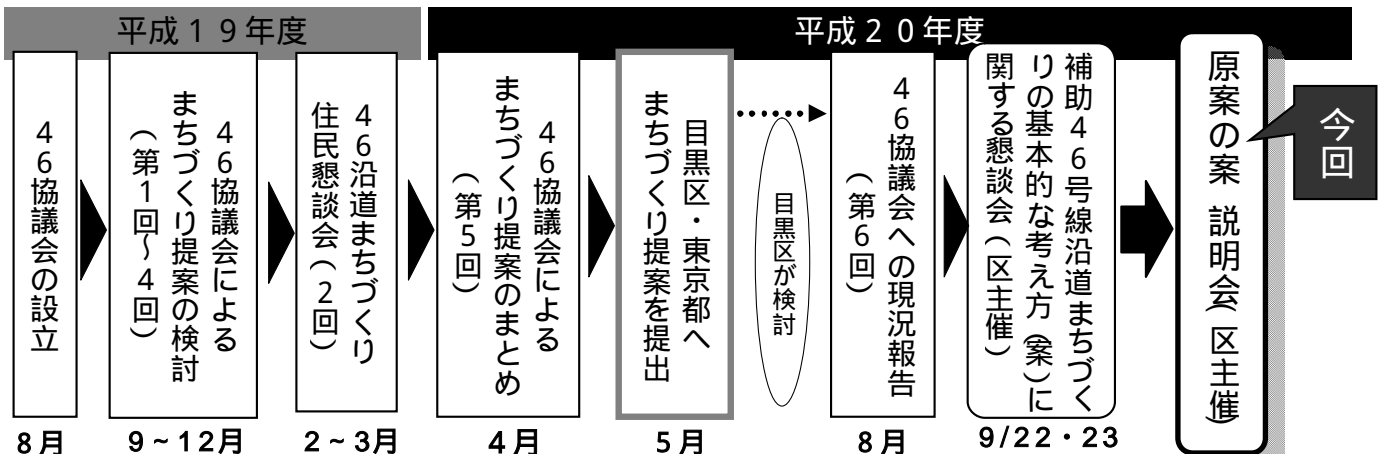 平成19年度
平成20年度
46協議会の設立
8月
46協議会による
まちづくり提案の検討
(第1回~4回)
9~12月
46沿道まちづくり
住民懇談会(2回)
2~3月
46協議会による
まちづくり提案のまとめ
(第5回)
4月
目黒区・東京都へ
まちづくり提案を提出
5月
目黒区が検討
46協議会への現況報告
(第6回)
8月
補助46号線沿道まちづく
りの基本的な考え方(案)に
関する懇談会(区主催)
9/22・23
原案の案 説明会(区主催)
今回